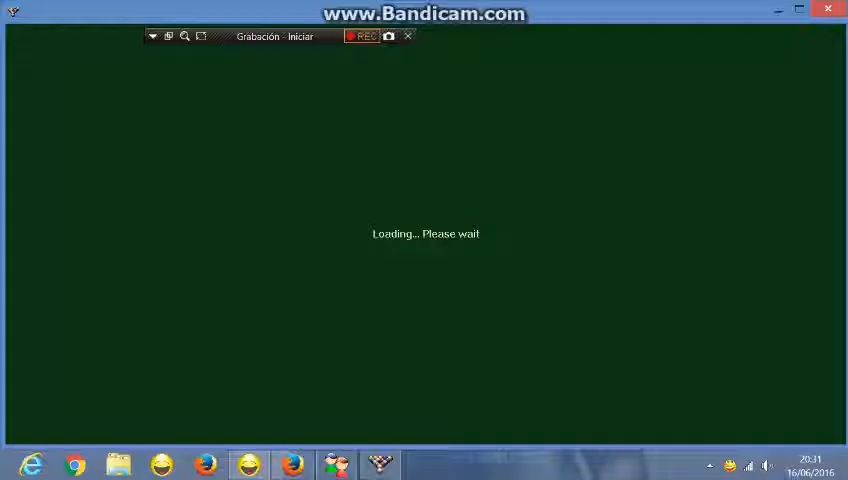 www.Bandicam.com
Grabación - Iniciar
REC
Loading... Please wait
20:31
16/06/2016